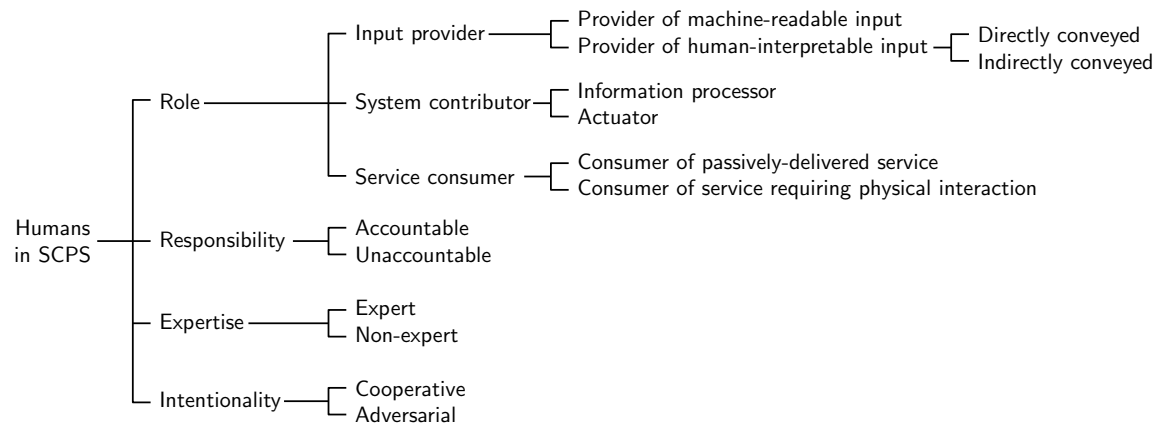 Humans
in SCPS
Role
Input provider
Provider of machine-readable input
Provider of human-interpretable input
Directly conveyed
Indirectly conveyed
System contributor
Information processor
Actuator
Service consumer
Consumer of passively-delivered service
Consumer of service requiring physical interaction
Responsibility
Accountable
Unaccountable
Expertise
Expert
Non-expert
Intentionality
Cooperative
Adversarial